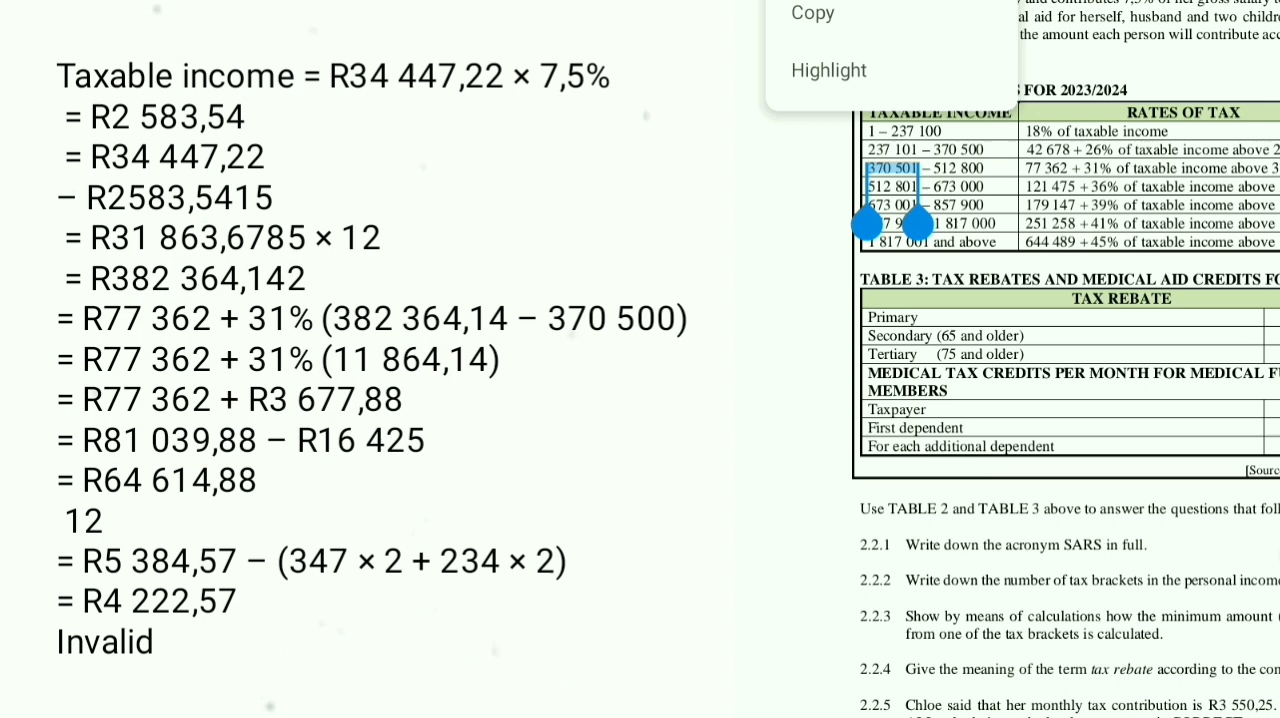 Taxable income = R34 447,22 × 7,5%
= R2 583,54
= R34 447,22
– R2583,5415
= R31 863,6785 × 12
= R382 364,142
= R77 362 + 31% (382 364,14 – 370 500)
= R77 362 + 31% (11 864,14)
= R77 362 + R3 677,88
= R81 039,88 – R16 425
= R64 614,88
12
= R5 384,57 – (347 × 2 + 234 × 2)
= R4 222,57
Invalid
Copy
Highlight
al aid for herself, husband and two childr
the amount each person will contribute acc
FOR 2023/2024
TAXABLE INCOME RATES OF TAX
1 – 237 100 18% of taxable income
237 101 – 370 500 42 678 + 26% of taxable income above 2
370 501 – 512 800 77 362 + 31% of taxable income above 3
512 801 – 673 000 121 475 +36% of taxable income above
673 001 – 857 900 179 147 +39% of taxable income above
1 817 000 251 258 +41% of taxable income above
1 817 001 and above 644 489 +45% of taxable income above
TABLE 3: TAX REBATES AND MEDICAL AID CREDITS FO
TAX REBATE
Primary
Secondary (65 and older)
Tertiary (75 and older)
MEDICAL TAX CREDITS PER MONTH FOR MEDICAL F
MEMBERS
Taxpayer
First dependent
For each additional dependent
[Sourc
Use TABLE 2 and TABLE 3 above to answer the questions that foll
2.2.1 Write down the acronym SARS in full.
2.2.2 Write down the number of tax brackets in the personal income
2.2.3 Show by means of calculations how the minimum amount (
from one of the tax brackets is calculated.
2.2.4 Give the meaning of the term tax rebate according to the con
2.2.5 Chloe said that her monthly tax contribution is R3 550,25.